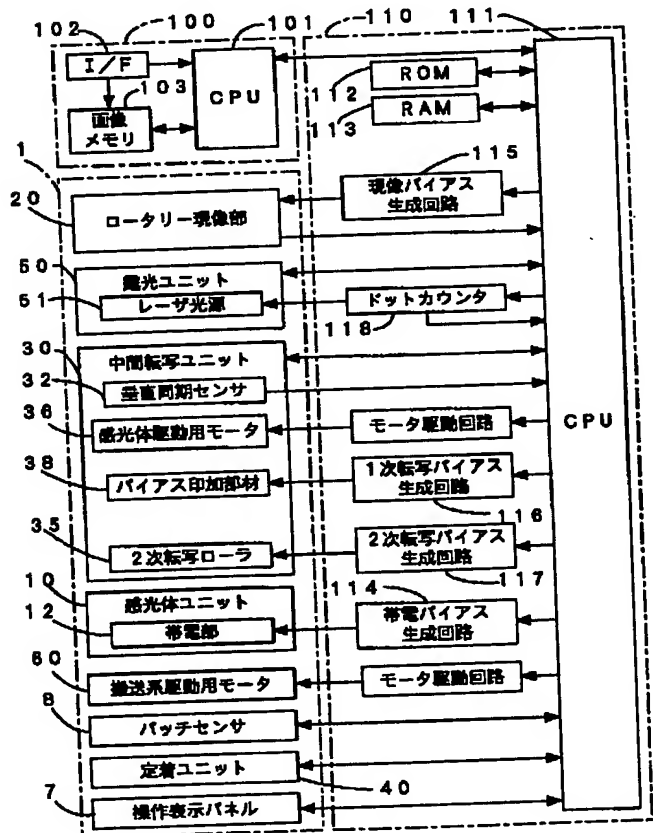 102
100
101
110
111
I/F
103
CPU
画像
メモリ
ROM
112
RAM
113
1
115
20
ロータリー現像部
現像バイアス
生成回路
50
露光ユニット
51
レーザ光源
ドットカウンタ
118
30
中間転写ユニット
32
垂直同期センサ
CPU
36
感光体駆動用モータ
モータ駆動回路
38
バイアス印加部材
1次転写バイアス
生成回路
116
35
2次転写ローラ
2次転写バイアス
生成回路
117
10
感光体ユニット
114
12
帯電部
帯電バイアス
生成回路
60
搬送系駆動用モータ
モータ駆動回路
8
パッチセンサ
定着ユニット
40
7
操作表示パネル